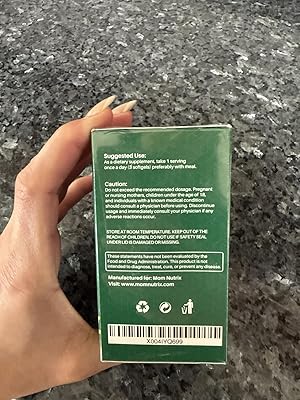 Suggested Use:
As a dietary supplement, take 1 serving
once a day (3 softgels) preferably with meal.
Caution:
Do not exceed the recommended dosage. Pregnant
or nursing mothers, children under the age of 18,
and individuals with a known medical condition
should consult a physician before using. Discontinue
usage and immediately consult your physician if any
adverse reactions occur.
STORE AT ROOM TEMPERATURE. KEEP OUT OF THE
REACH OF CHILDREN. DO NOT USE IF SAFETY SEAL
UNDER LID IS DAMAGED OR MISSING.
These statements have not been evaluated by the
Food and Drug Administration. This product is not
intended to diagnose, treat, cure, or prevent any disease.
Manufactured for: Mom Nutrix
Visit: www.momnutrix.com
X004IYQ699